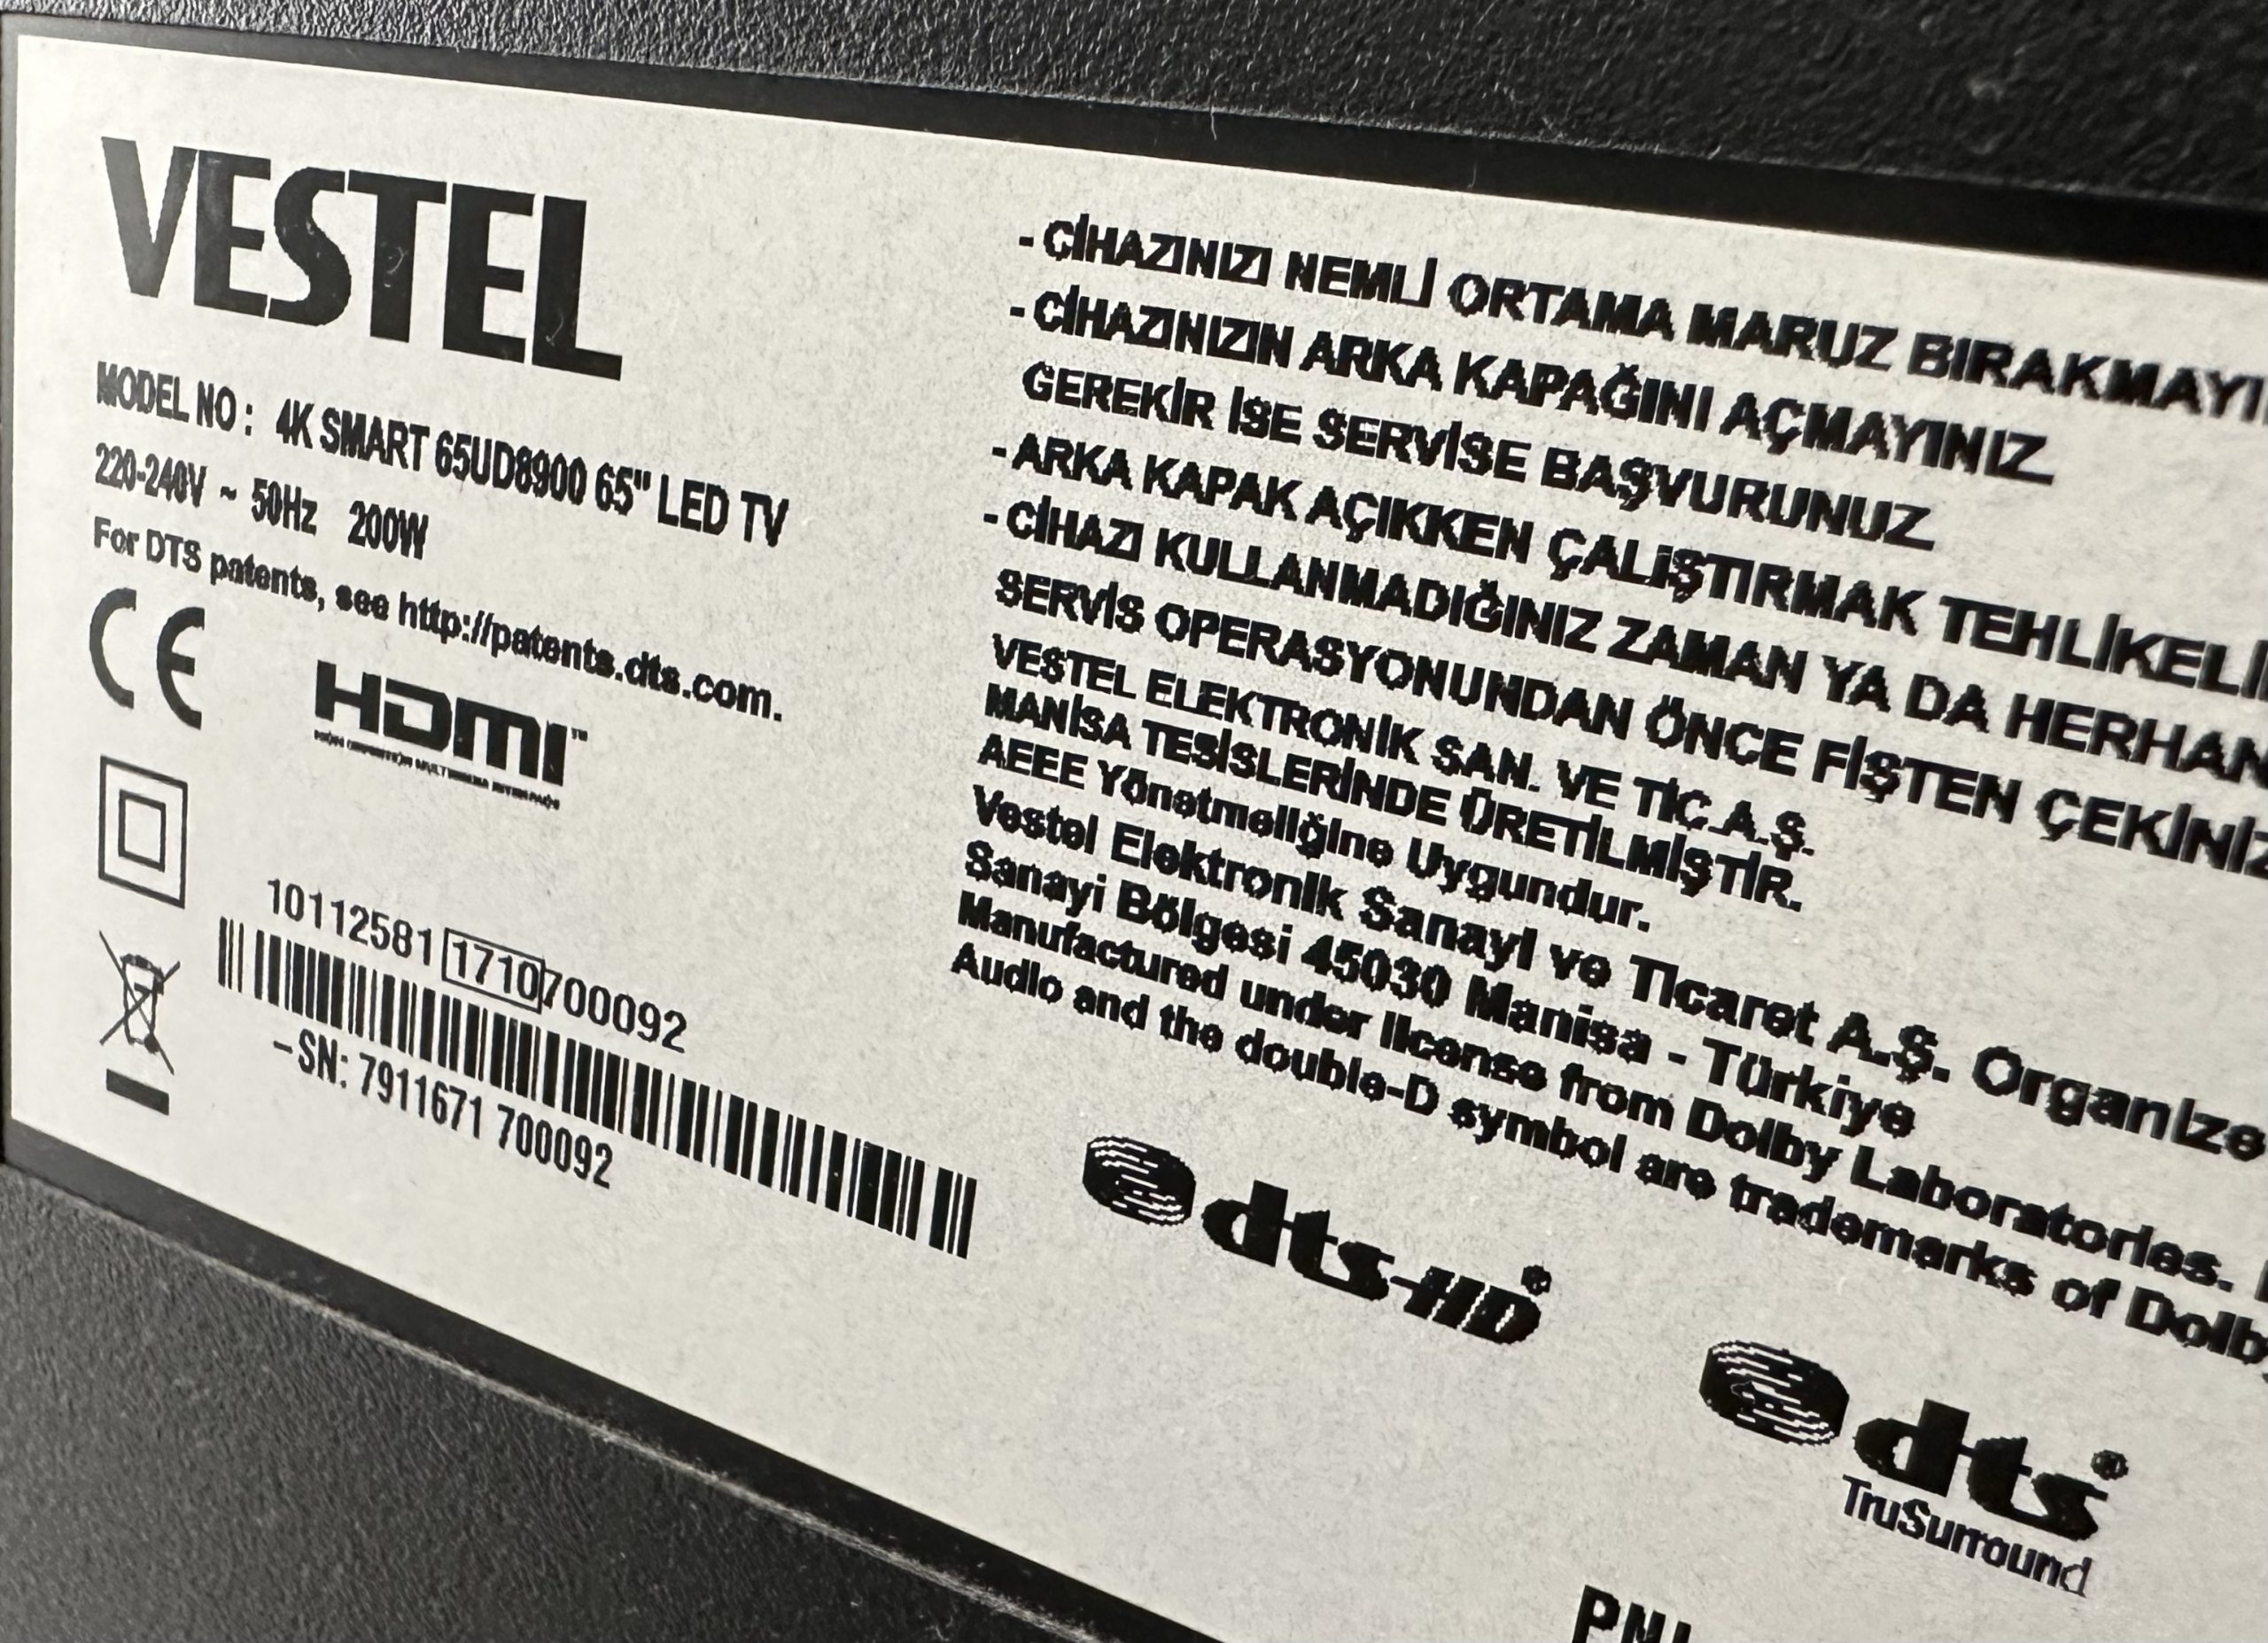 VESTEL
MODEL NO : 4K SMART 65UD8900 65" LED TV
220-240V ~ 50Hz 200W
For DTS patents, see http://patents.dts.com.
CE
HDMI™
HIGH DEFINITION MULTIMEDIA INTERFACE
10112581 1710700092
-SN: 7911671 700092
- CİHAZINIZI NEMLİ ORTAMA MARUZ BIRAKMAYI
- CİHAZINIZIN ARKA KAPAĞINI AÇMAYINIZ
GEREKİR İSE SERVİSE BAŞVURUNUZ
- ARKA KAPAK AÇIKKEN ÇALIŞTIRMAK TEHLİKELİ
- CİHAZI KULLANMADIĞINIZ ZAMAN YA DA HERHAN
SERVİS OPERASYONUNDAN ÖNCE FİŞTEN ÇEKİNİZ
VESTEL ELEKTRONİK SAN. VE TİC.A.Ş.
MANİSA TESİSLERİNDE ÜRETİLMİŞTİR.
AEEE Yönetmeliğine Uygundur.
Vestel Elektronik Sanayi ve Ticaret A.Ş. Organize
Sanayi Bölgesi 45030 Manisa - Türkiye
Manufactured under license from Dolby Laboratories.
Audio and the double-D symbol are trademarks of Dolb
dts-HD®
dts®
TruSurround